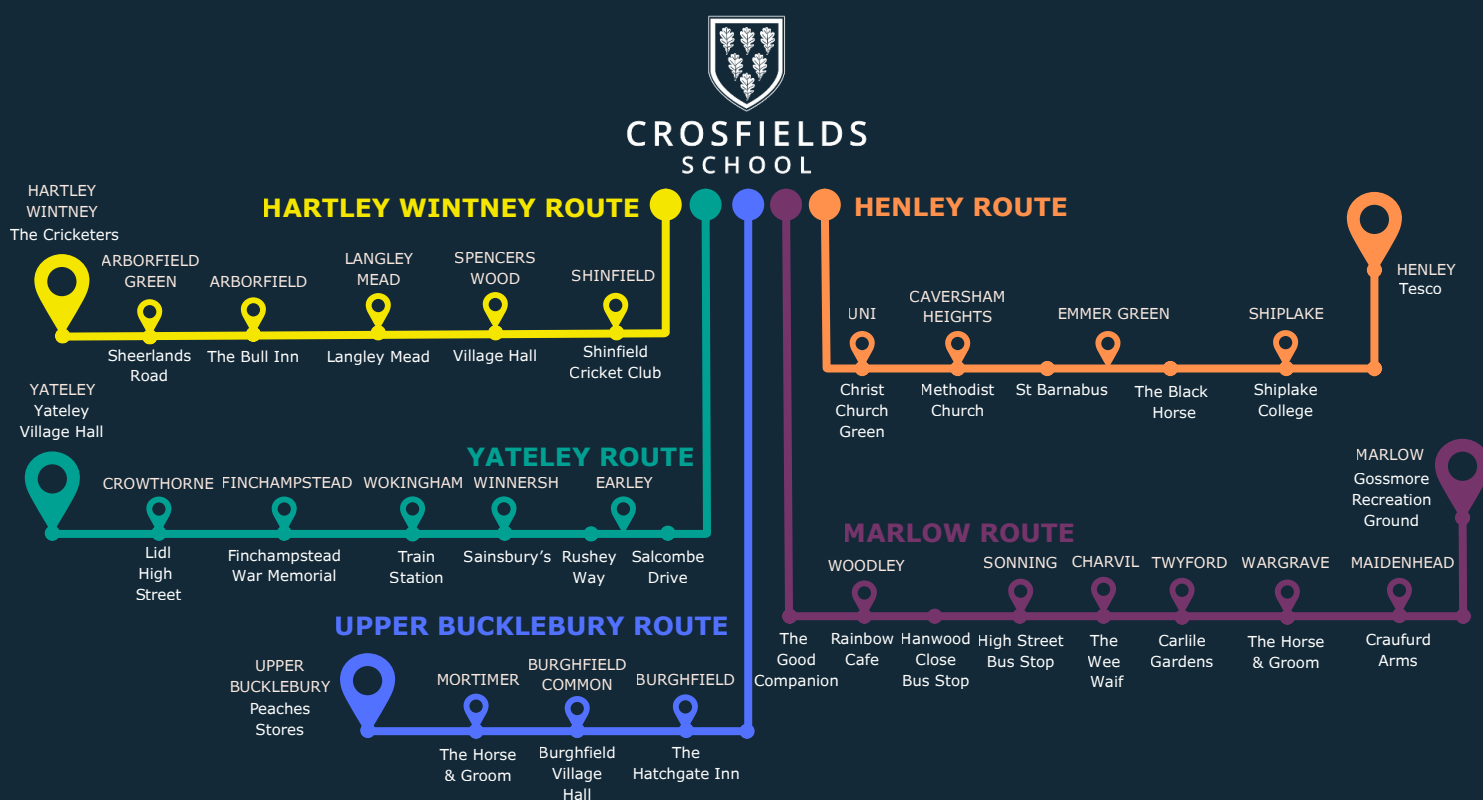 CROSFIELDS
SCHOOL
HARTLEY WINTNEY ROUTE
HARTLEY
WINTNEY
The Cricketers
ARBORFIELD
GREEN
Sheerlands
Road
ARBORFIELD
The Bull Inn
LANGLEY
MEAD
Langley Mead
SPENCERS
WOOD
Village Hall
SHINFIELD
Shinfield
Cricket Club
HENLEY ROUTE
UNI
Christ
Church
Green
CAVERSHAM
HEIGHTS
Methodist
Church
EMMER GREEN
St Barnabus
The Black
Horse
SHIPLAKE
Shiplake
College
HENLEY
Tesco
YATELEY ROUTE
YATELEY
Yateley
Village Hall
CROWTHORNE
Lidl
High
Street
FINCHAMPSTEAD
Finchampstead
War Memorial
WOKINGHAM
Train
Station
WINNERSH
Sainsbury’s
EARLEY
Rushey
Way
Salcombe
Drive
MARLOW ROUTE
The
Good
Companion
WOODLEY
Rainbow
Cafe
Hanwood
Close
Bus Stop
SONNING
High Street
Bus Stop
CHARVIL
The
Wee
Waif
TWYFORD
Carlile
Gardens
WARGRAVE
The Horse
& Groom
MAIDENHEAD
Craufurd
Arms
MARLOW
Gossmore
Recreation
Ground
UPPER BUCKLEBURY ROUTE
UPPER
BUCKLEBURY
Peaches
Stores
MORTIMER
The Horse
& Groom
BURGHFIELD
COMMON
Burghfield
Village
Hall
BURGHFIELD
The
Hatchgate Inn